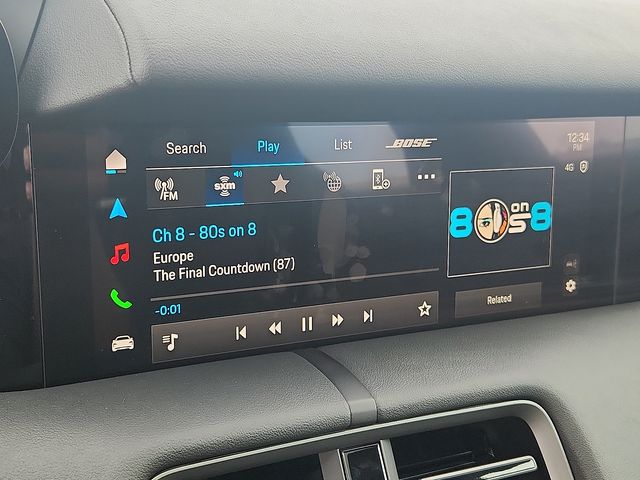 Search
Play
List
BOSE
12:34
PM
4G
FM
sxm
Ch 8 - 80s on 8
Europe
The Final Countdown (87)
-0:01
80s on 8
Related